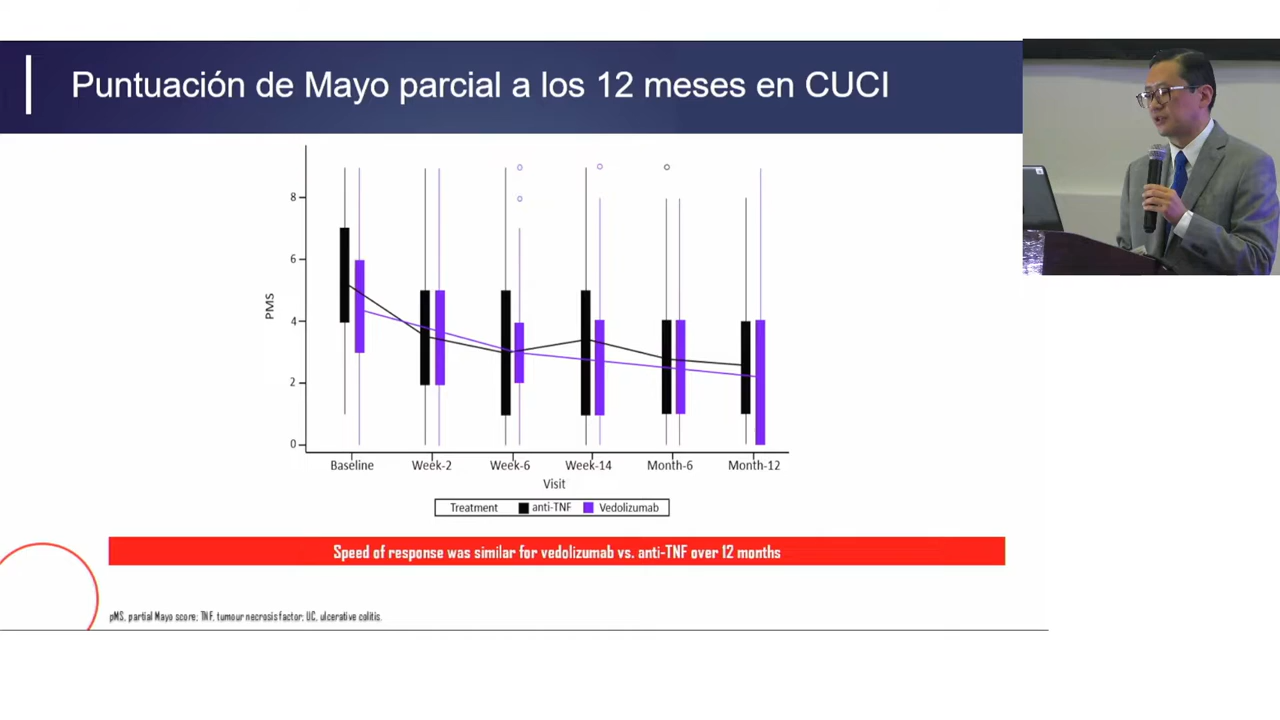 Puntuación de Mayo parcial a los 12 meses en CUCI
8
6
4
2
0
PMS
Baseline Week-2 Week-6 Week-14 Month-6 Month-12
Visit
Treatment anti-TNF Vedolizumab
Speed of response was similar for vedolizumab vs. anti-TNF over 12 months
pMS, partial Mayo score; TNF, tumour necrosis factor; UC, ulcerative colitis.